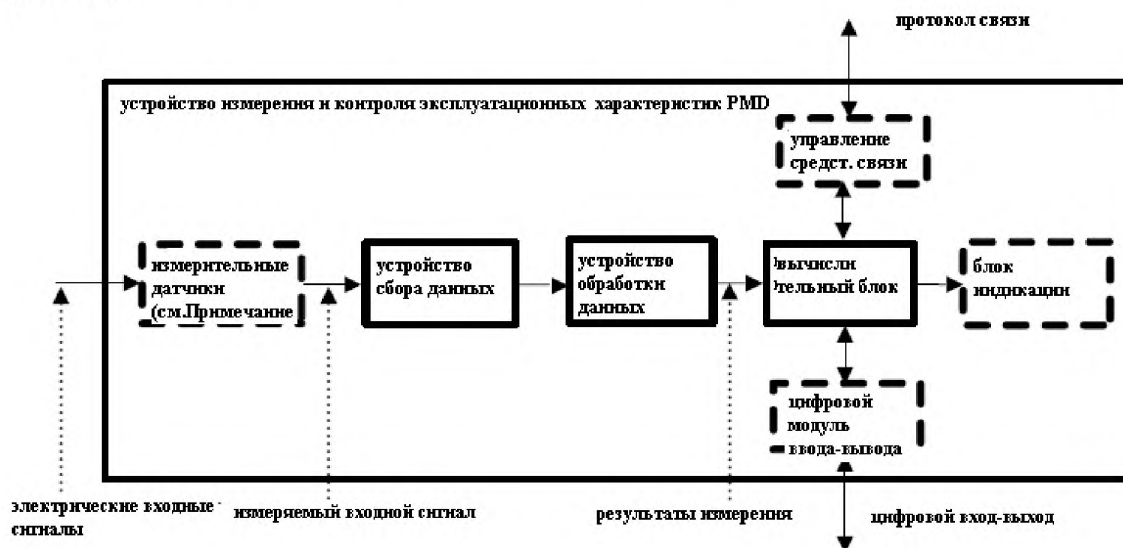 протокол связи
устройство измерения и контроля эксплуатационных характеристик PMD
управление
средст. связи
измерительные
датчики
(см.Примечание
устройство
сбора данных
устройство
обработки
данных
вычисли
тельный блок
блок
индикации
цифровой
модуль
ввода-вывода
электрические входные
сигналы
измеряемый входной сигнал
результаты измерения
цифровой вход-выход